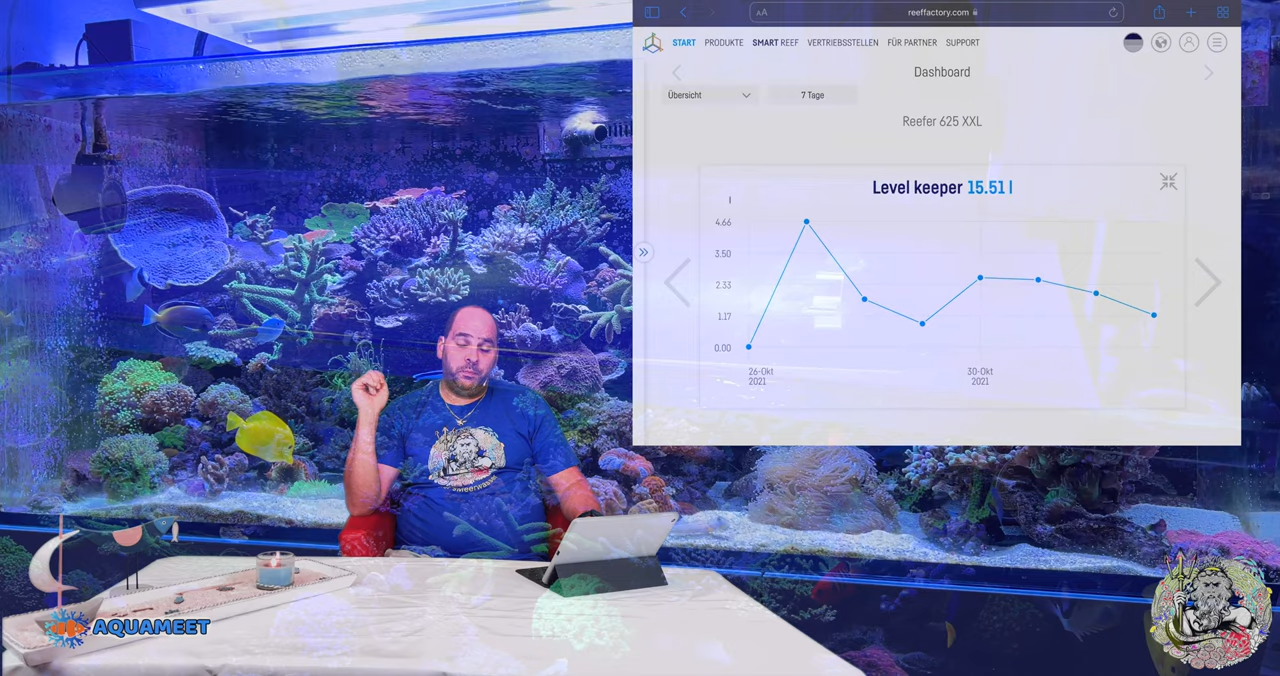 AA reeffactory.com
START PRODUKTE SMART REEF VERTRIEBSSTELLEN FÜR PARTNER SUPPORT
Dashboard
Übersicht 7 Tage
Reefer 625 XXL
Level keeper 15.51 l
l
4.66
3.50
2.33
1.17
0.00
26-Okt
2021
30-Okt
2021
AQUAMEET